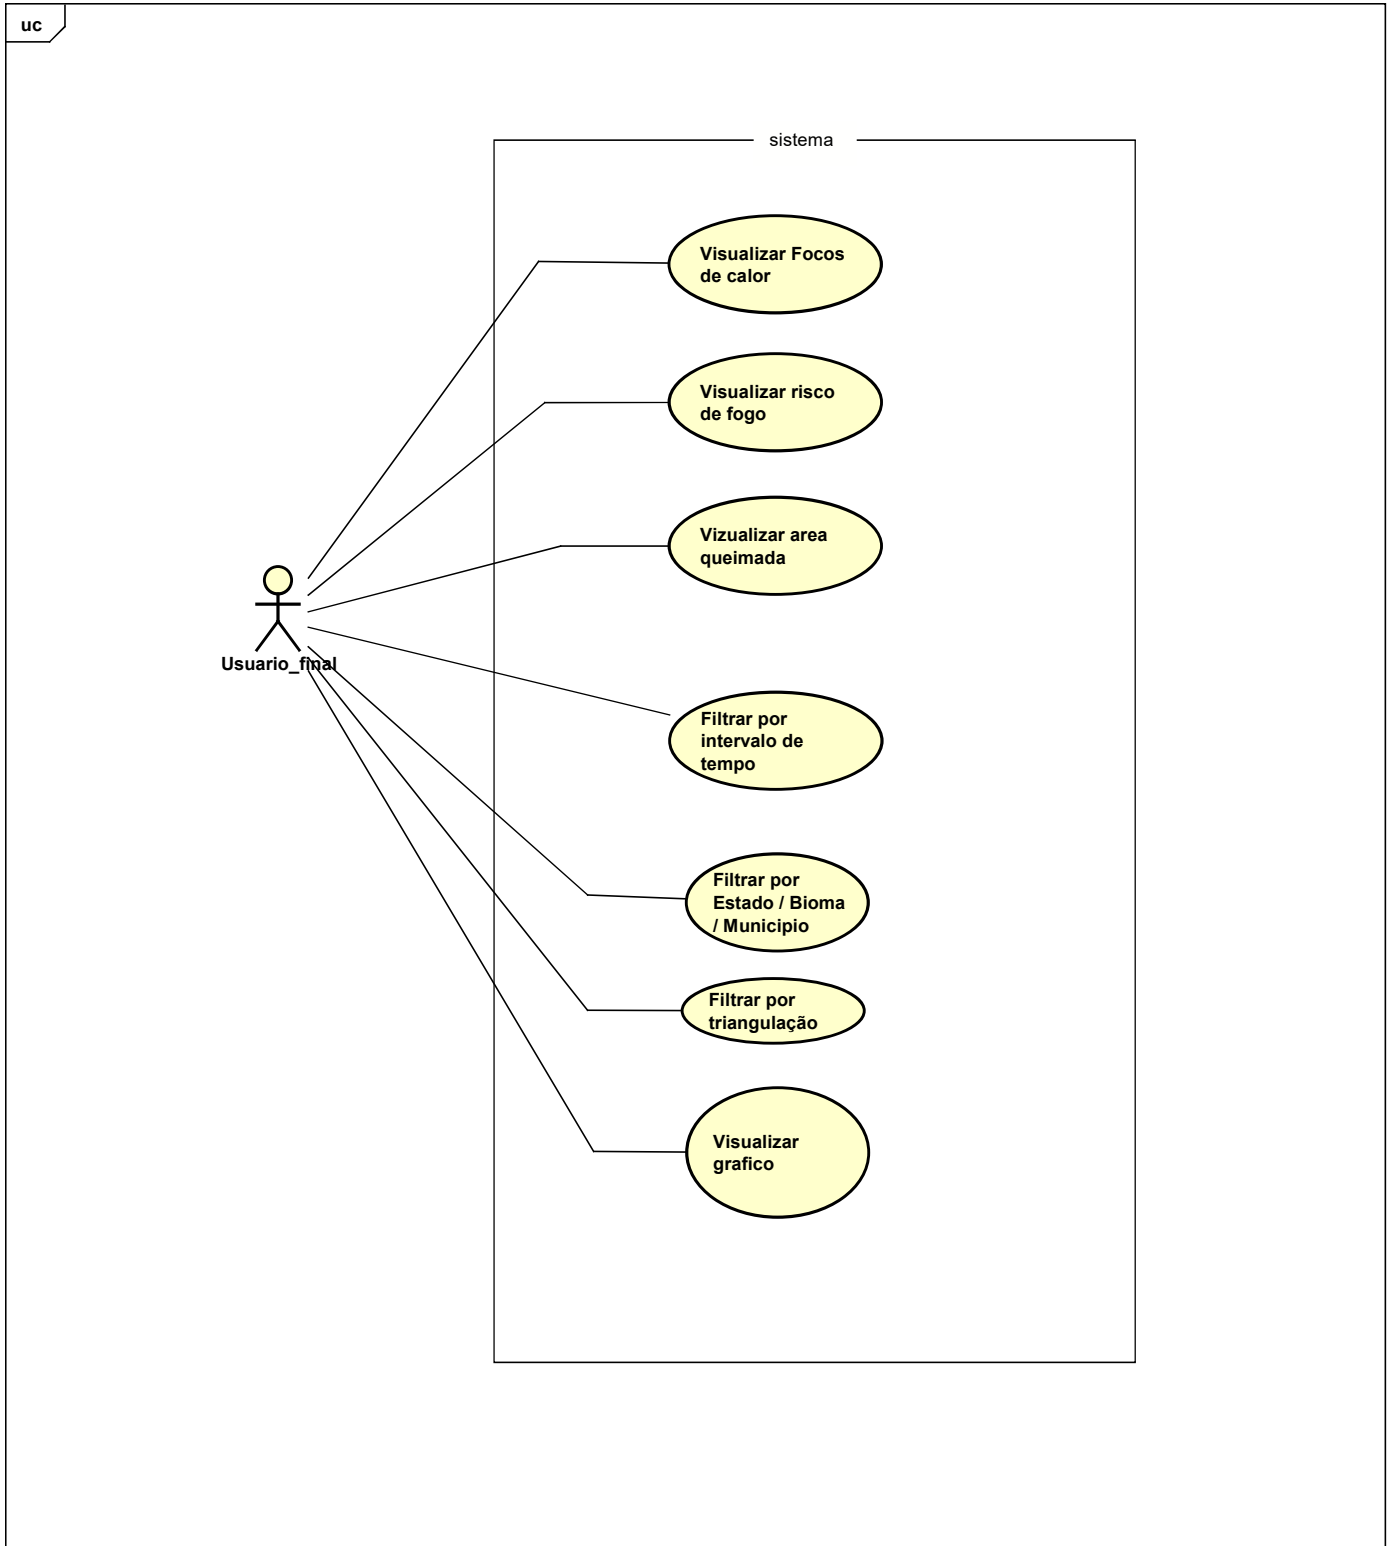 uc
sistema
Visualizar Focos
de calor
Visualizar risco
de fogo
Vizualizar area
queimada
Usuario_final
Filtrar por
intervalo de
tempo
Filtrar por
Estado / Bioma
/ Municipio
Filtrar por
triangulação
Visualizar
grafico